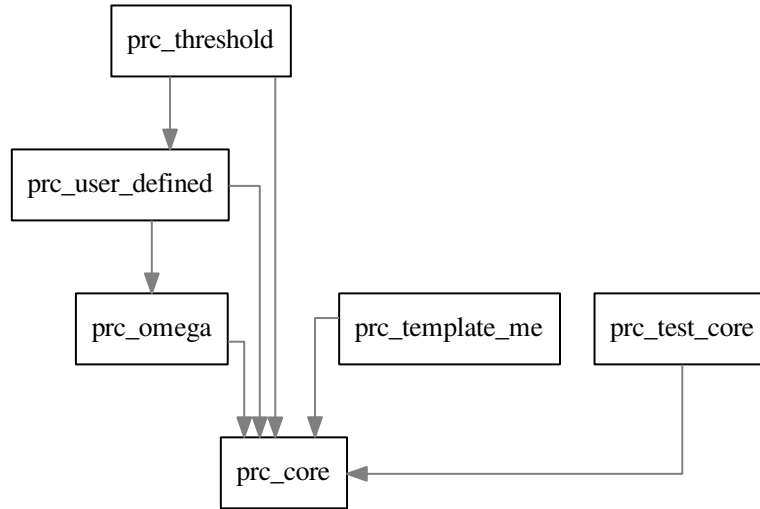 prc_threshold
prc_user_defined
prc_omega
prc_template_me
prc_test_core
prc_core